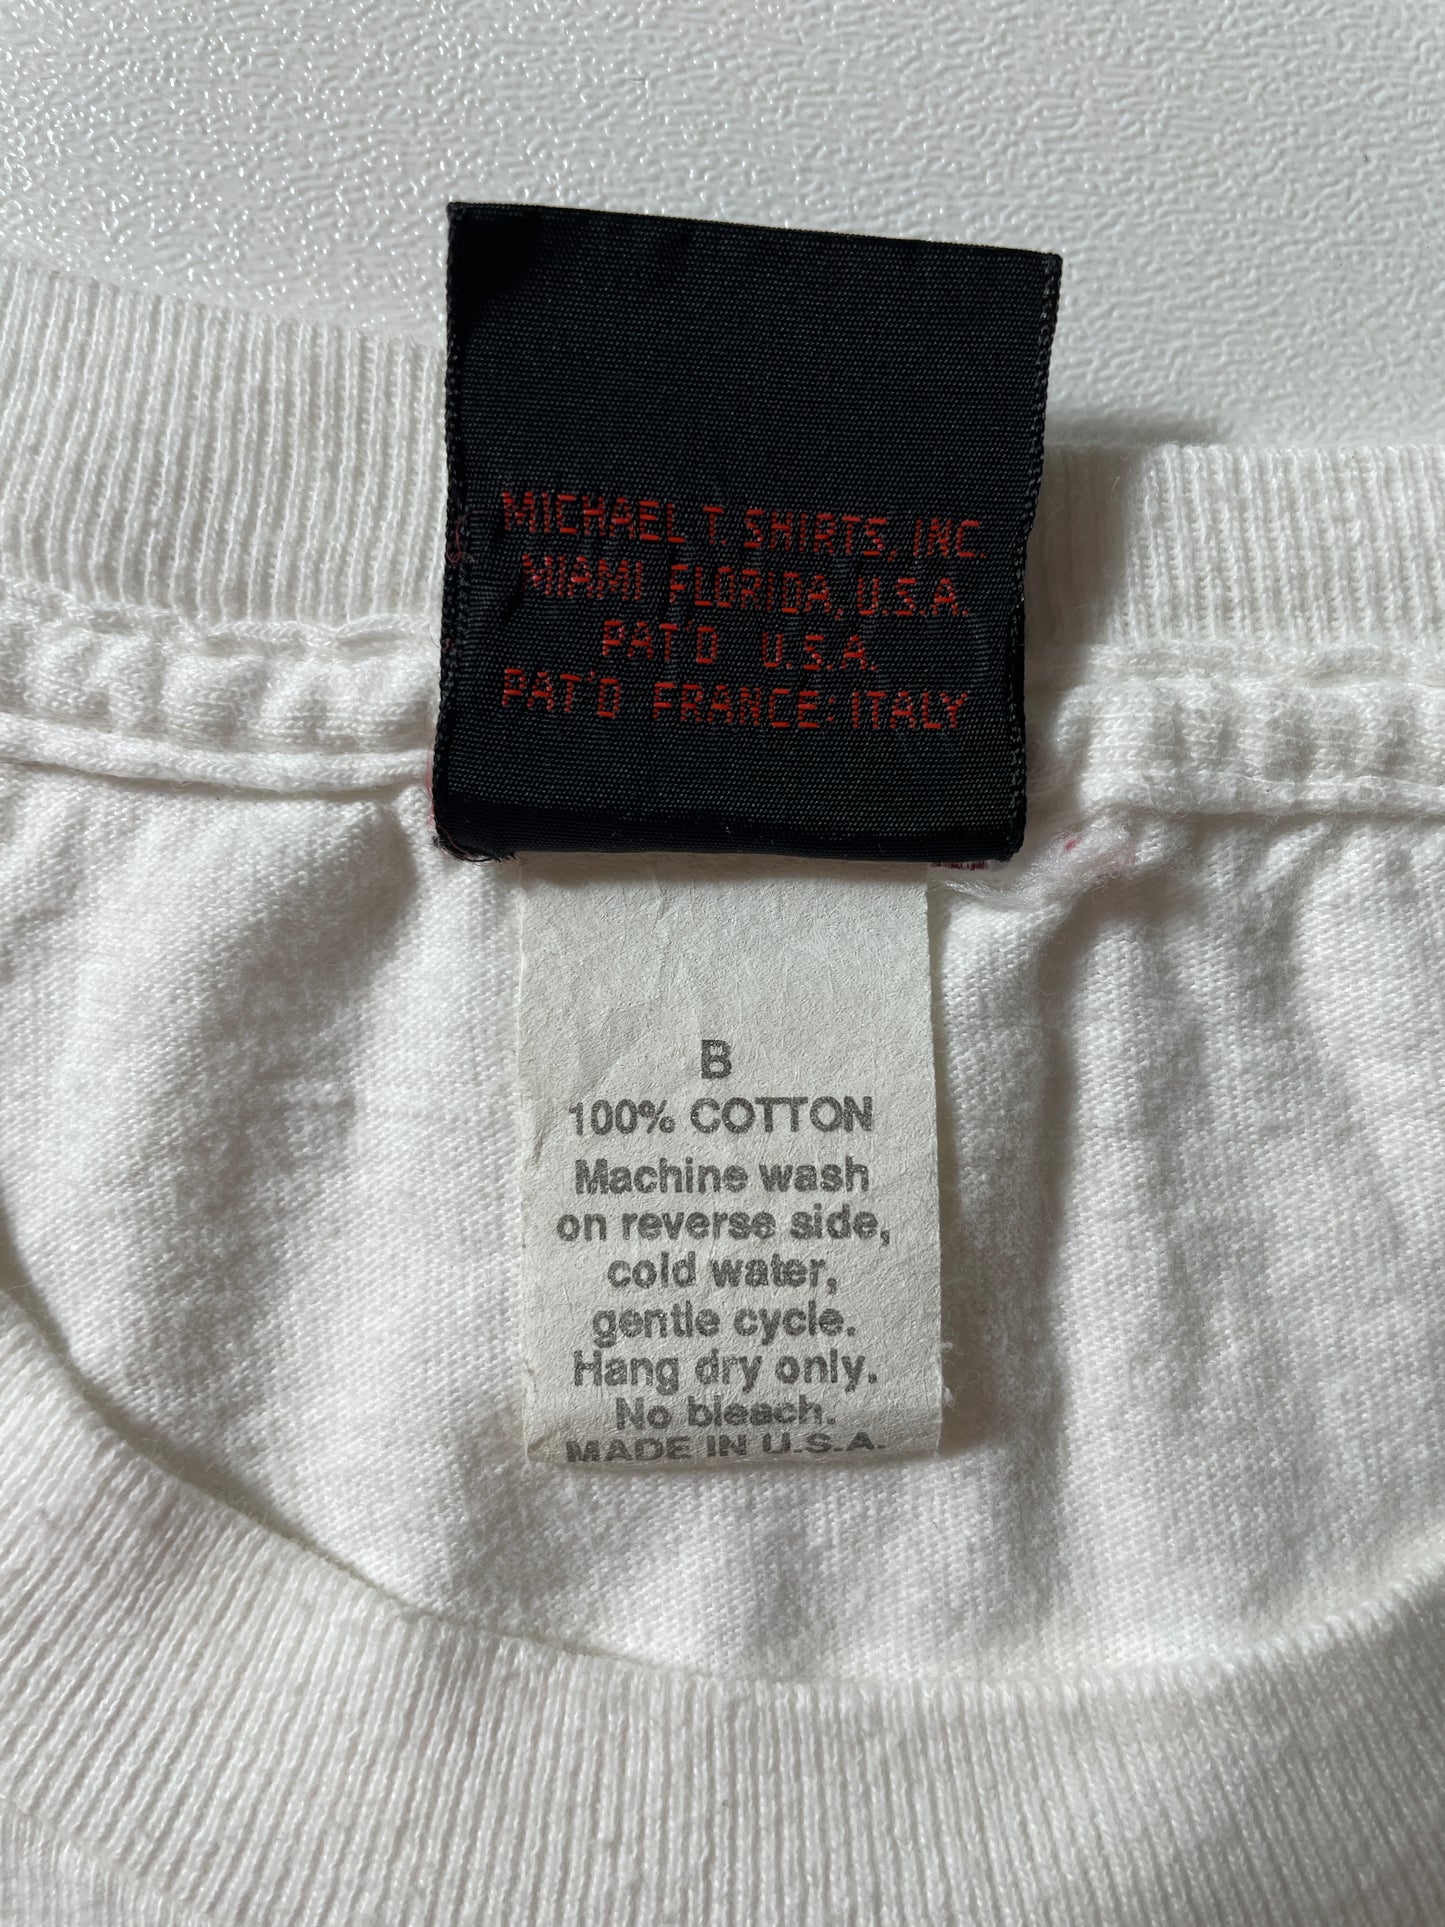 MICHAEL T. SHIRTS, INC.
MIAMI FLORIDA, U.S.A.
PAT'D U.S.A.
PAT'D FRANCE: ITALY
B
100% COTTON
Machine wash
on reverse side,
cold water,
gentle cycle.
Hang dry only.
No bleach.
MADE IN U.S.A.